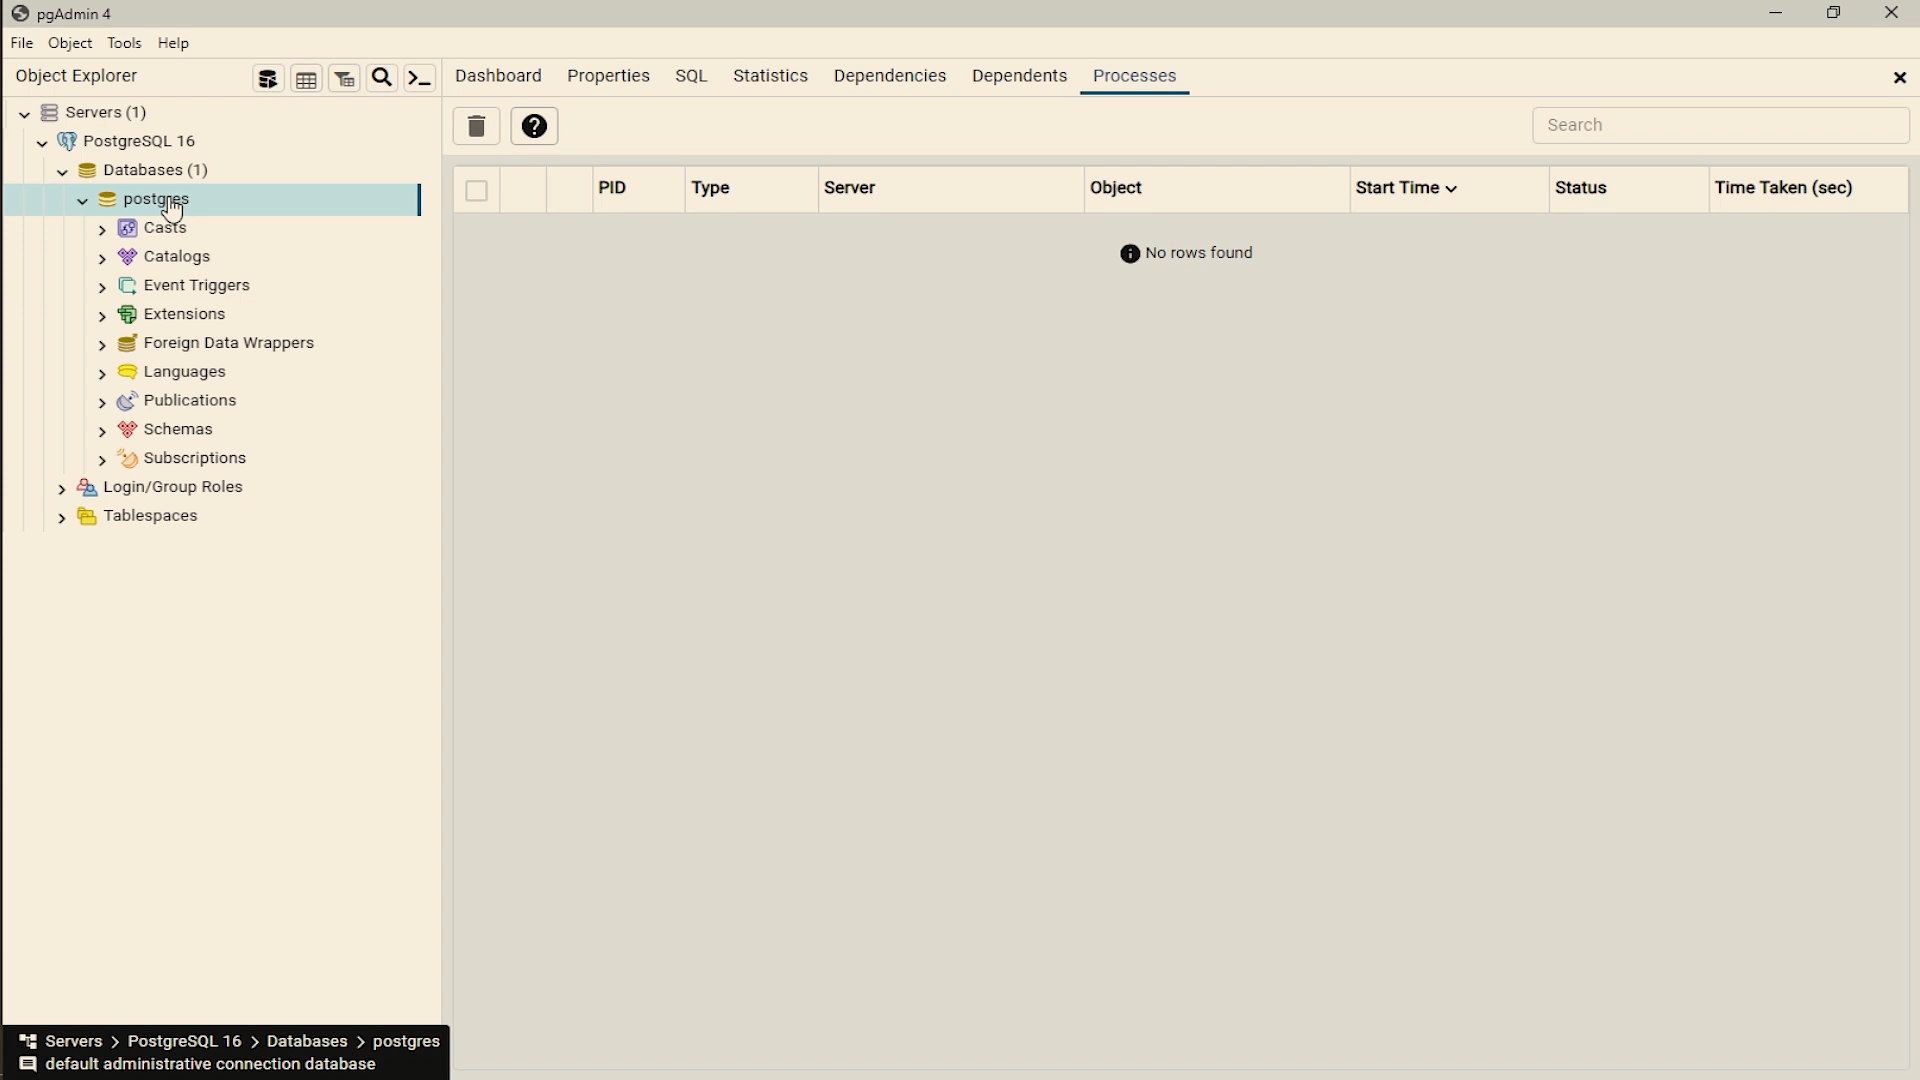 pgAdmin 4
File Object Tools Help
Object Explorer
Dashboard Properties SQL Statistics Dependencies Dependents Processes
Servers (1)
PostgreSQL 16
Databases (1)
postgres
Casts
Catalogs
Event Triggers
Extensions
Foreign Data Wrappers
Languages
Publications
Schemas
Subscriptions
Login/Group Roles
Tablespaces
Search
PID Type Server Object Start Time Status Time Taken (sec)
No rows found
Servers > PostgreSQL 16 > Databases > postgres
default administrative connection database